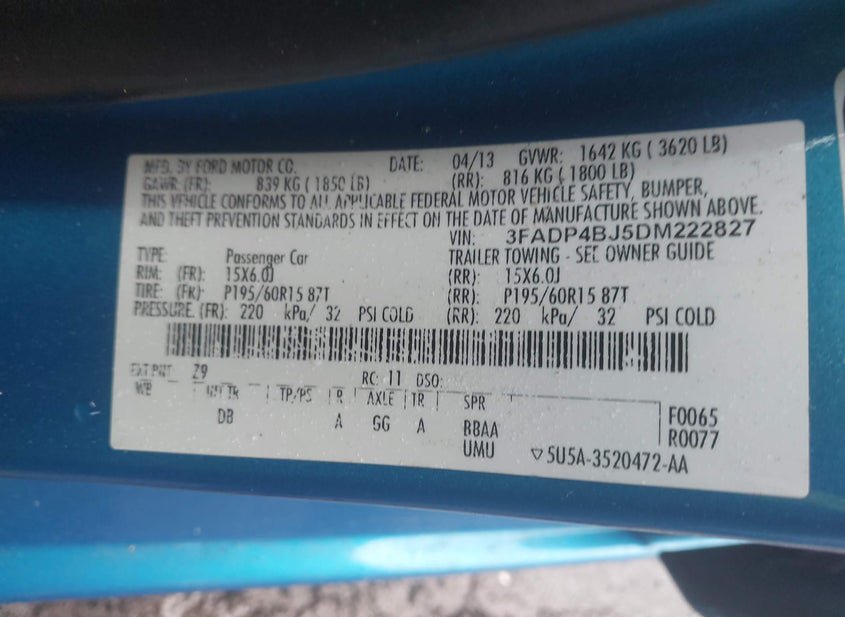 MFD. BY FORD MOTOR CO. DATE: 04/13 GVWR: 1642 KG ( 3620 LB)
GAWR: (FR): 839 KG ( 1850 LB) (RR): 816 KG ( 1800 LB)
THIS VEHICLE CONFORMS TO ALL APPLICABLE FEDERAL MOTOR VEHICLE SAFETY, BUMPER,
AND THEFT PREVENTION STANDARDS IN EFFECT ON THE DATE OF MANUFACTURE SHOWN ABOVE.
VIN: 3FADP4BJ5DM222827
TYPE: Passenger Car TRAILER TOWING - SEE OWNER GUIDE
RIM: (FR): 15X6.0J (RR): 15X6.0J
TIRE: (FR): P195/60R15 87T (RR): P195/60R15 87T
PRESSURE: (FR): 220 kPa/ 32 PSI COLD (RR): 220 kPa/ 32 PSI COLD
EXT PNT: Z9 RC: 11 DSO:
WB INT TR TP/PS R AXLE TR SPR F0065
DB A GG A BBAA R0077
UMU ▽5U5A-3520472-AA